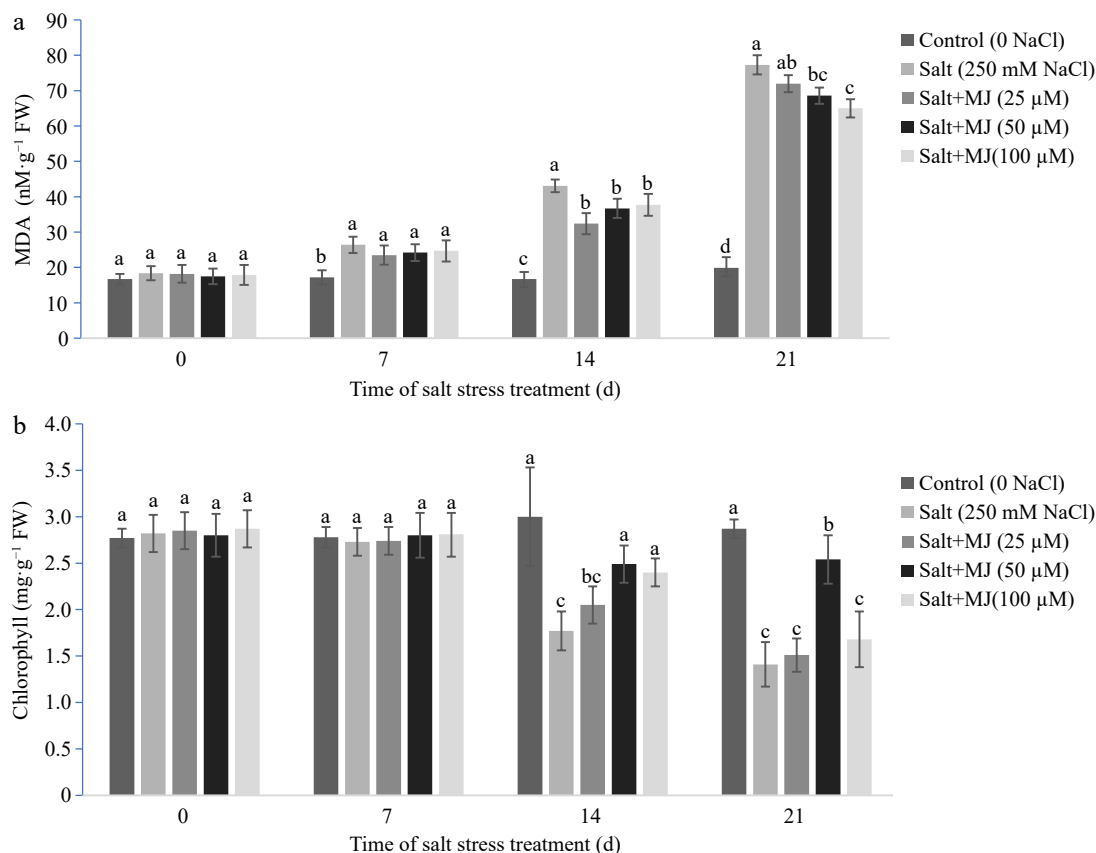 a
MDA (nM·g⁻¹ FW)
90
80
70
60
50
40
30
20
10
0
a a a a a
b a a a a
c a b b b
d a ab bc c
0 7 14 21
Time of salt stress treatment (d)
Control (0 NaCl)
Salt (250 mM NaCl)
Salt+MJ (25 µM)
Salt+MJ (50 µM)
Salt+MJ(100 µM)
b
Chlorophyll (mg·g⁻¹ FW)
4.0
3.5
3.0
2.5
2.0
1.5
1.0
0.5
0
a a a a a
a a a a a
a c bc a a
a c c b c
0 7 14 21
Time of salt stress treatment (d)
Control (0 NaCl)
Salt (250 mM NaCl)
Salt+MJ (25 µM)
Salt+MJ (50 µM)
Salt+MJ(100 µM)